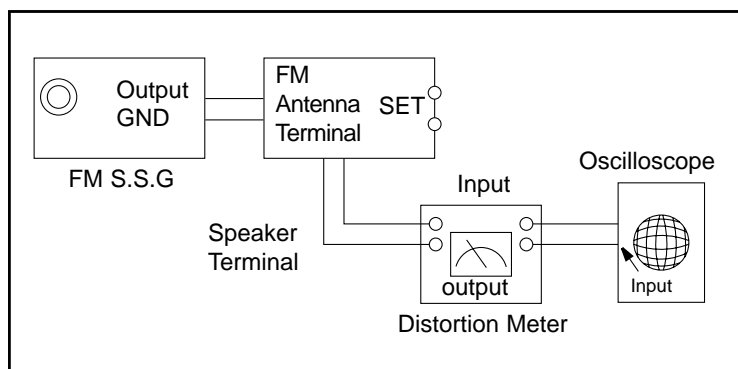 Output
GND
FM S.S.G
FM
Antenna
Terminal
SET
Speaker
Terminal
Input
output
Distortion Meter
Oscilloscope
Input